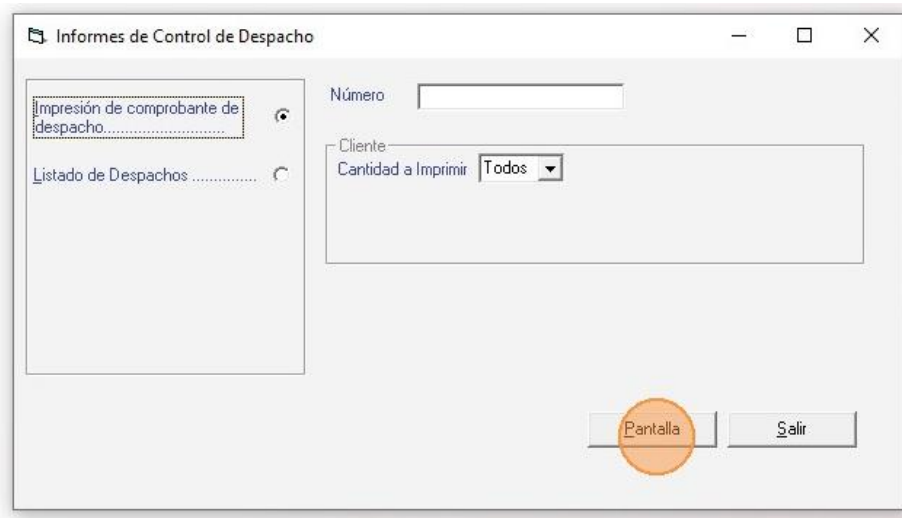 Informes de Control de Despacho
Impresión de comprobante de
despacho............................
Listado de Despachos ...............
Número
Cliente
Cantidad a Imprimir Todos
Pantalla
Salir